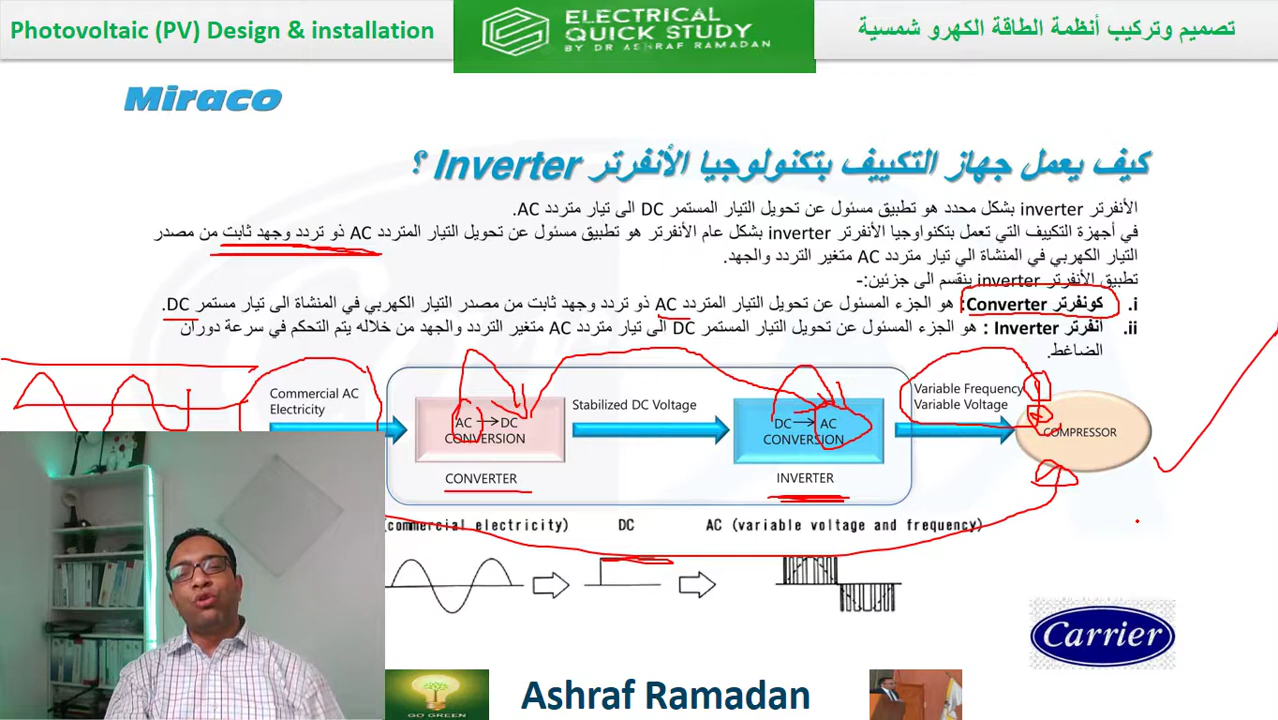 Photovoltaic (PV) Design & installation
ELECTRICAL
QUICK STUDY
BY DR ASHRAF RAMADAN
تصميم وتركيب أنظمة الطاقة الكهرو شمسية
Miraco
كيف يعمل جهاز التكييف بتكنولوجيا الأنفرتر Inverter ؟
الأنفرتر inverter بشكل محدد هو تطبيق مسئول عن تحويل التيار المستمر DC الى تيار متردد AC.
في أجهزة التكييف التي تعمل بتكنواوجيا الأنفرتر inverter بشكل عام الأنفرتر هو تطبيق مسئول عن تحويل التيار المتردد AC ذو تردد وجهد ثابت من مصدر
التيار الكهربي في المنشاة الي تيار متردد AC متغير التردد والجهد.
تطبيق الأنفرتر inverter ينقسم الى جزئين:-
i. كونفرتر Converter: هو الجزء المسئول عن تحويل التيار المتردد AC ذو تردد وجهد ثابت من مصدر التيار الكهربي في المنشاة الى تيار مستمر DC.
ii. انفرتر Inverter : هو الجزء المسئول عن تحويل التيار المستمر DC الى تيار متردد AC متغير التردد والجهد من خلاله يتم التحكم في سرعة دوران
الضاغط.
Commercial AC
Electricity
AC → DC
CONVERSION
CONVERTER
Stabilized DC Voltage
DC → AC
CONVERSION
INVERTER
Variable Frequency
Variable Voltage
COMPRESSOR
(commercial electricity) DC AC (variable voltage and frequency)
Carrier
GO GREEN
Ashraf Ramadan